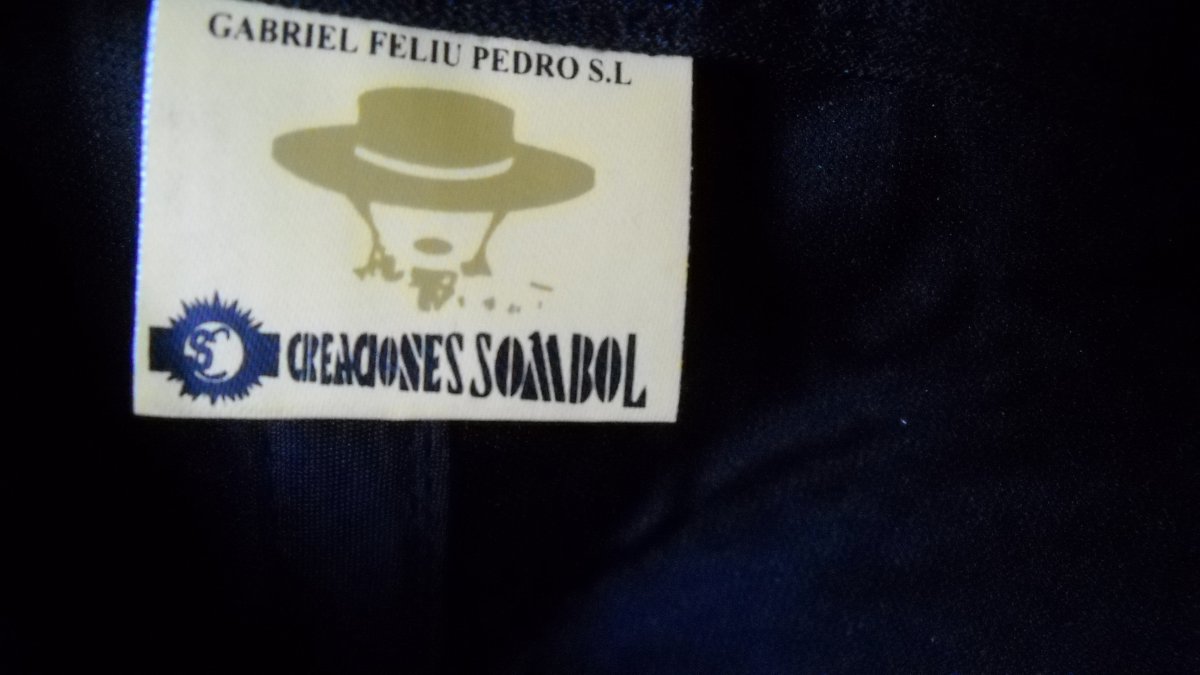 GABRIEL FELIU PEDRO S.L
SC
CREACIONES SOMBOL